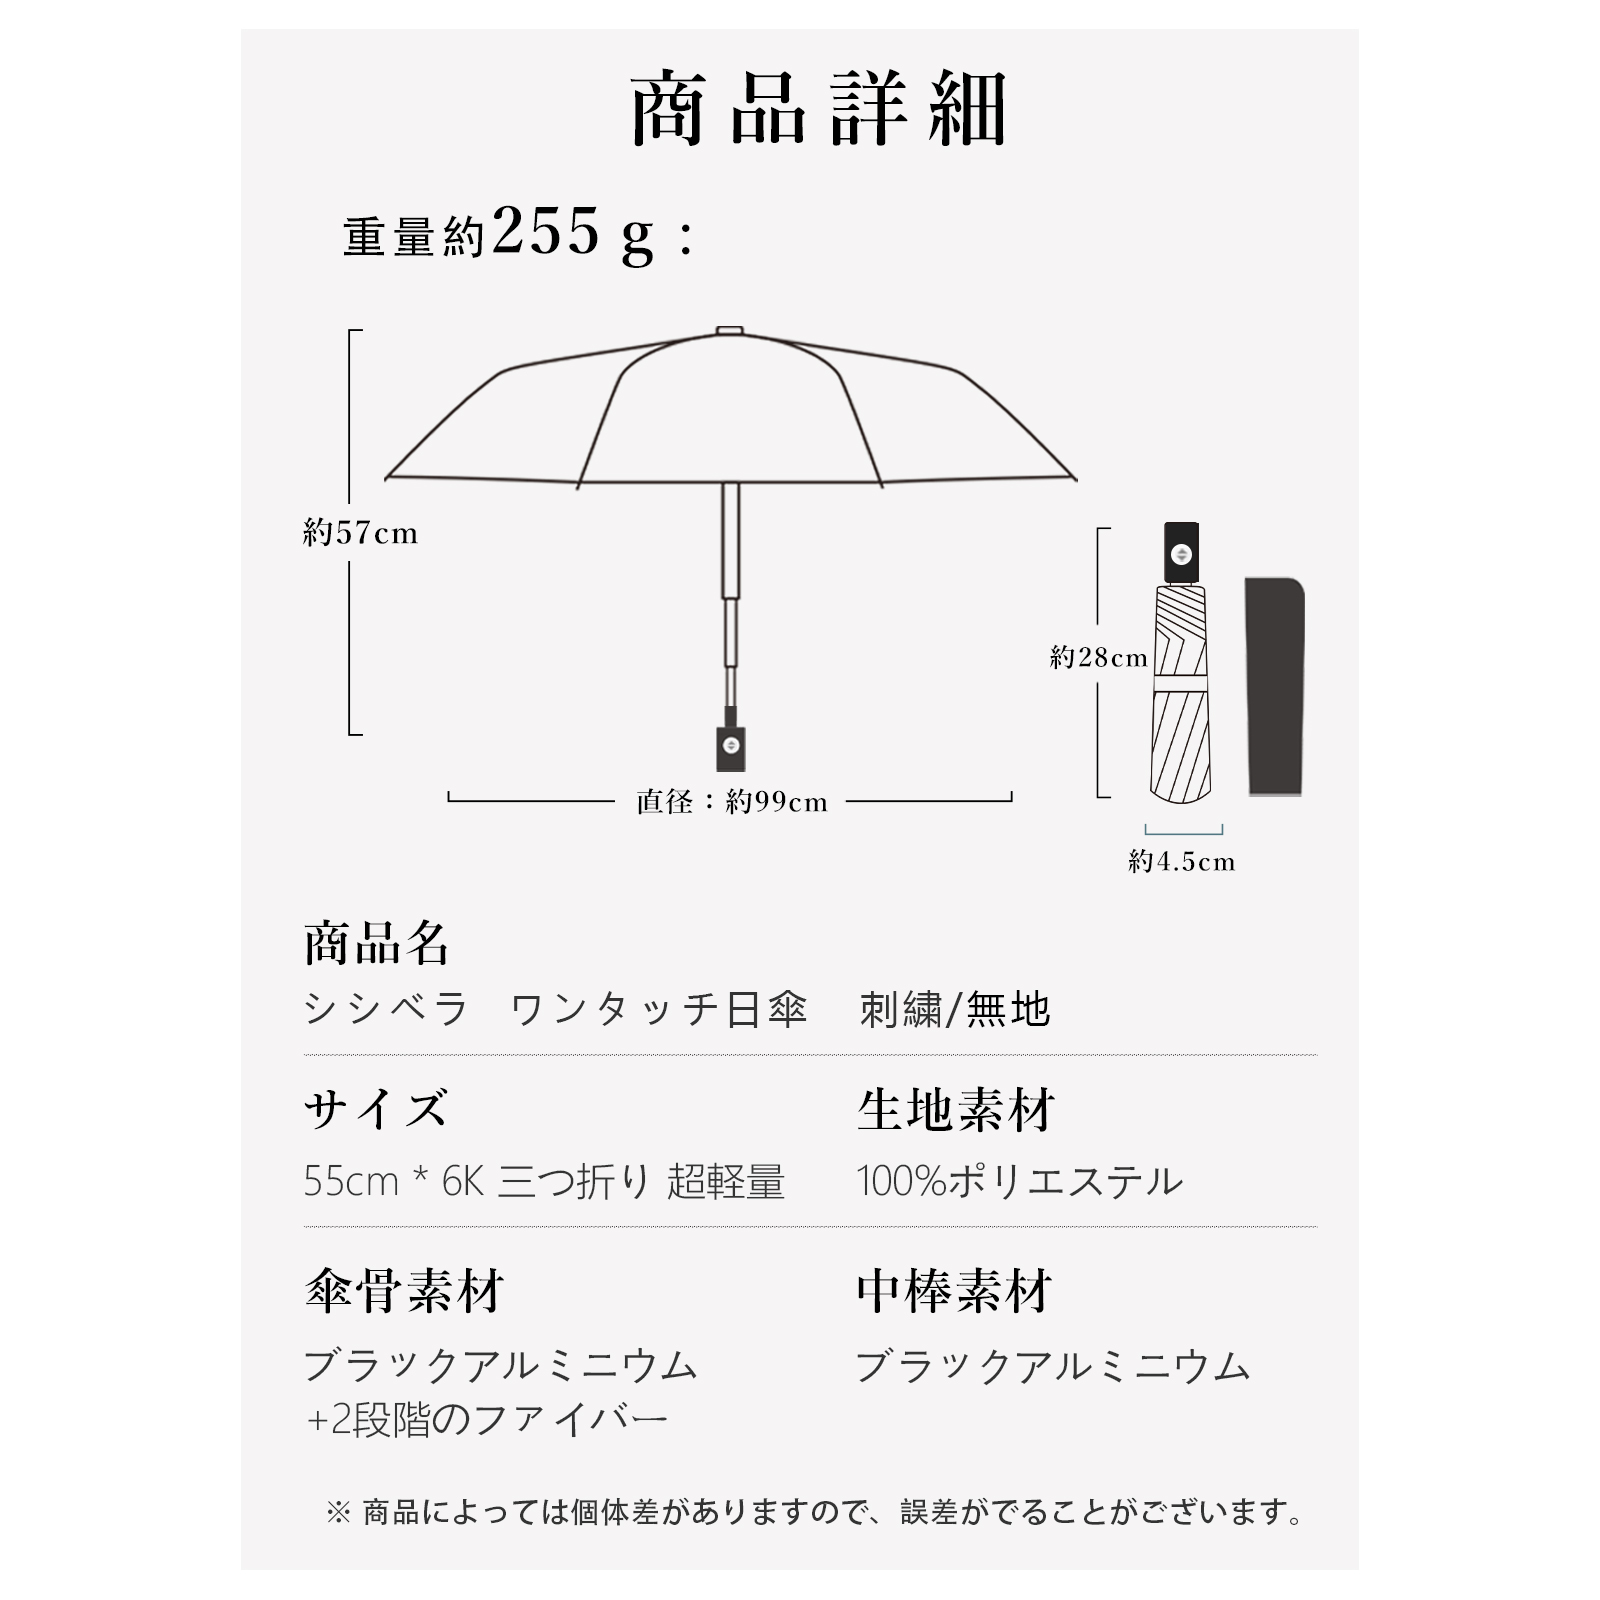 商品詳細
重量約255 g：
約57cm
約28cm
直径：約99cm
約4.5cm
商品名
シシベラ ワンタッチ日傘 刺繍/無地
サイズ
55cm * 6K 三つ折り 超軽量
生地素材
100%ポリエステル
傘骨素材
ブラックアルミニウム
+2段階のファイバー
中棒素材
ブラックアルミニウム
※ 商品によっては個体差がありますので、誤差がでることがございます。